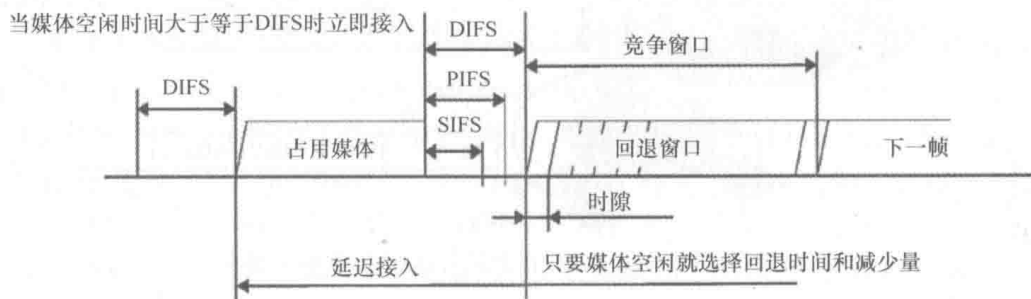 当媒体空闲时间大于等于DIFS时立即接入
DIFS
竞争窗口
DIFS
PIFS
SIFS
占用媒体
回退窗口
下一帧
时隙
延迟接入
只要媒体空闲就选择回退时间和减少量